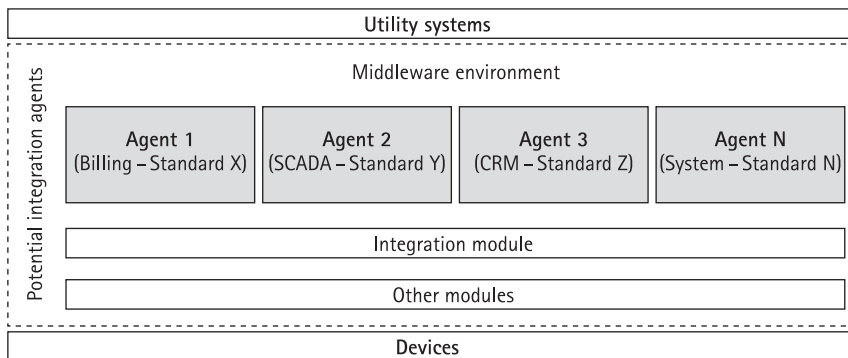 Utility systems
Potential integration agents
Middleware environment
Agent 1
(Billing – Standard X)
Agent 2
(SCADA – Standard Y)
Agent 3
(CRM – Standard Z)
Agent N
(System – Standard N)
Integration module
Other modules
Devices